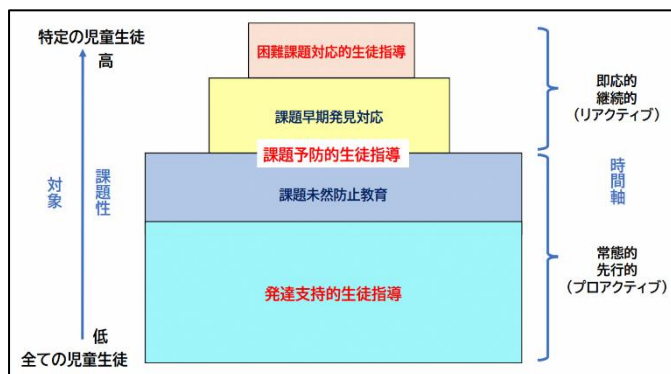 特定の児童生徒
高
困難課題対応的生徒指導
課題早期発見対応
課題予防的生徒指導
課題未然防止教育
発達支持的生徒指導
対象
課題性
低
全ての児童生徒
即応的
継続的
(リアクティブ)
時間軸
常態的
先行的
(プロアクティブ)